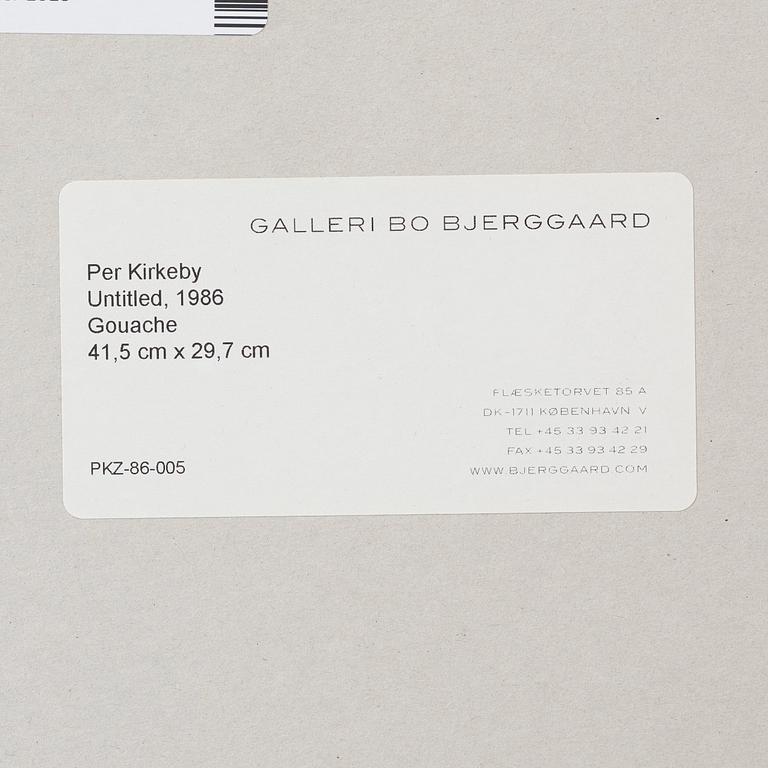 GALLERI BO BJERGGAARD
Per Kirkeby
Untitled, 1986
Gouache
41,5 cm x 29,7 cm
FLÆSKETORVET 85 A
DK-1711 KØBENHAVN V
TEL +45 33 93 42 21
FAX +45 33 93 42 29
WWW.BJERGGAARD.COM
PKZ-86-005